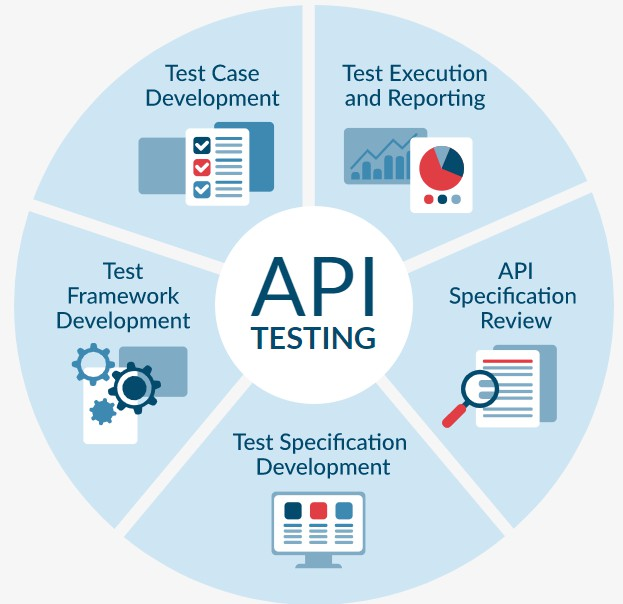 Test Case
Development
Test Execution
and Reporting
API
TESTING
Test
Framework
Development
API
Specification
Review
Test Specification
Development